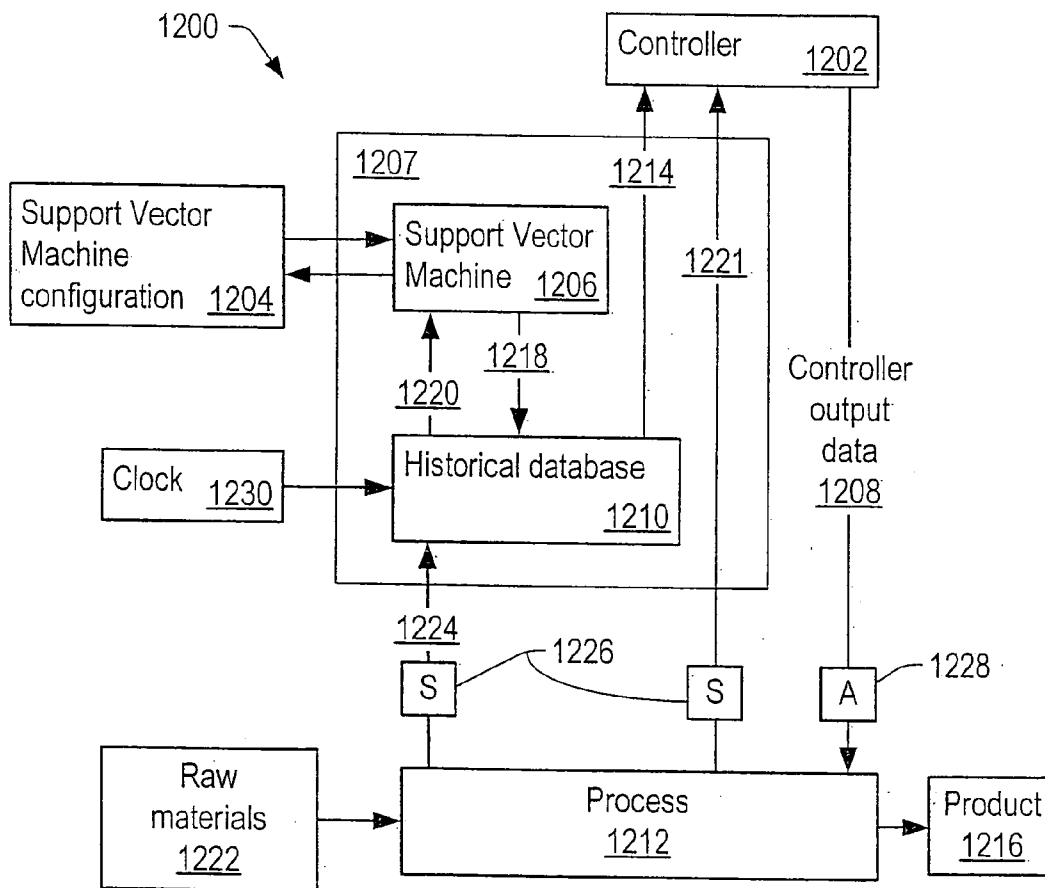 1200
Controller
1202
1207
1214
Support Vector
Machine
configuration
1204
Support Vector
Machine
1206
1221
1218
1220
Controller
output
data
1208
Clock
1230
Historical database
1210
1224
1226
1228
S
S
A
Raw
materials
1222
Process
1212
Product
1216